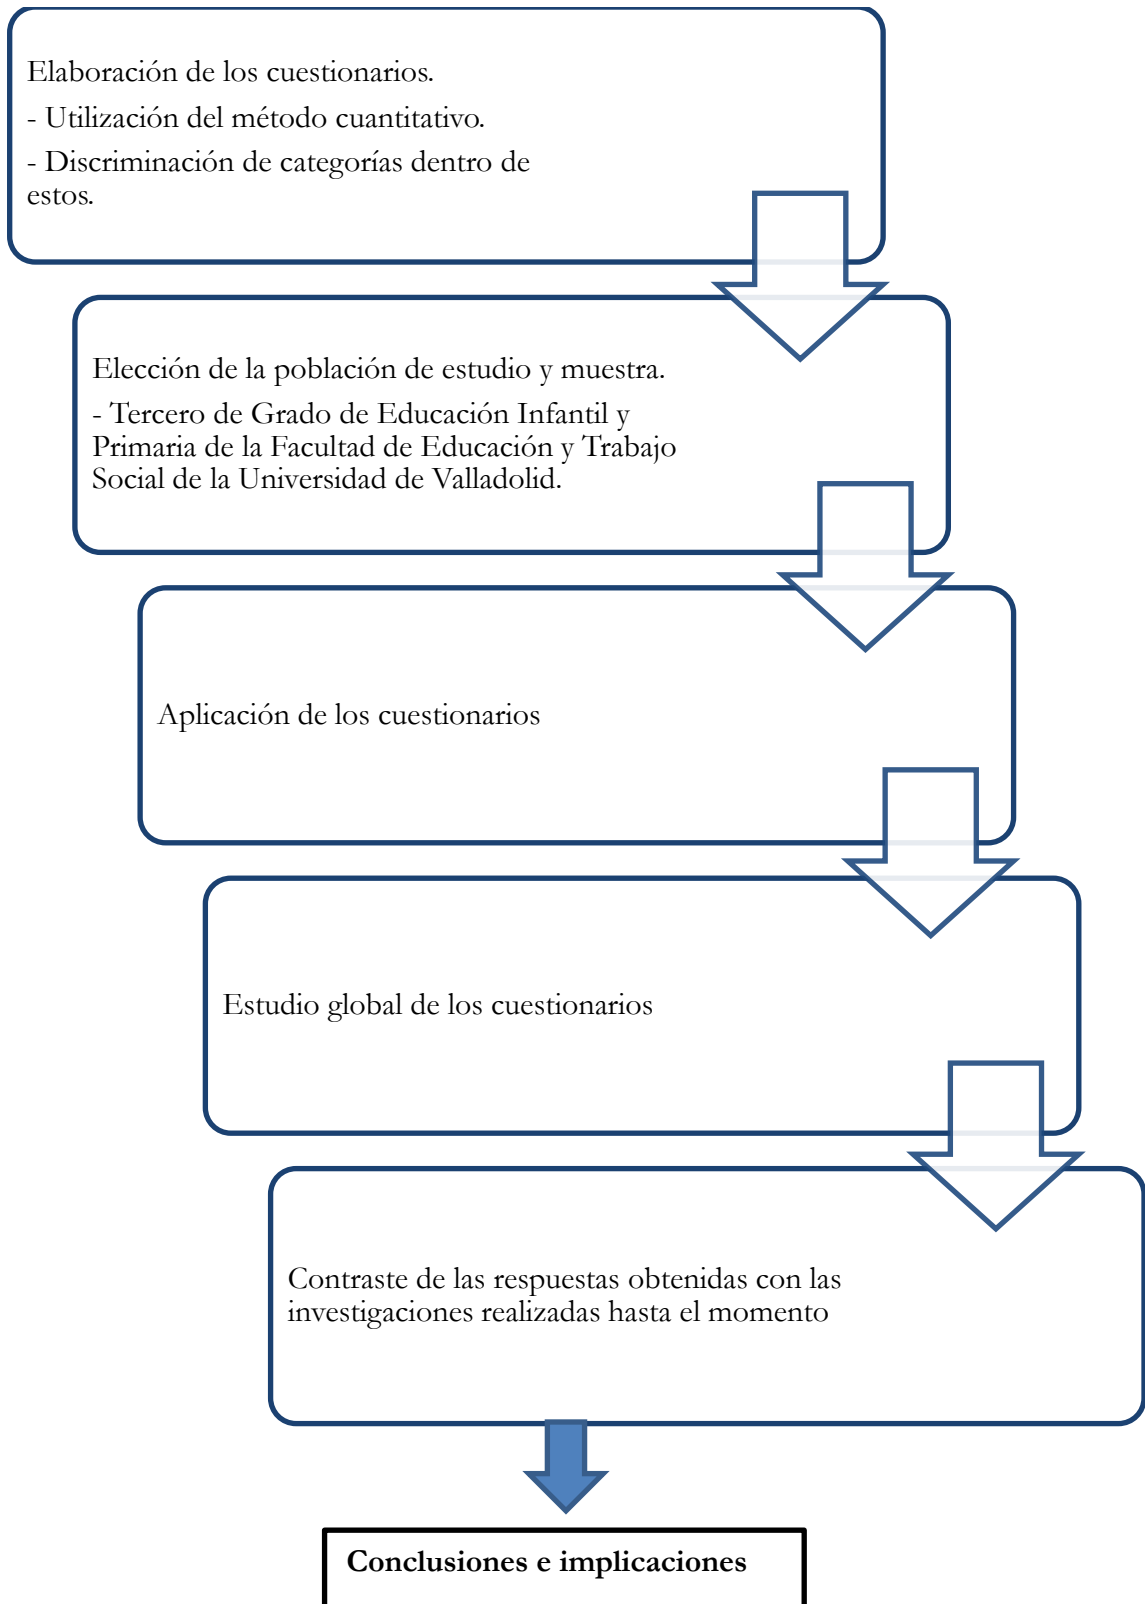 Elaboración de los cuestionarios.
- Utilización del método cuantitativo.
- Discriminación de categorías dentro de
estos.
Elección de la población de estudio y muestra.
- Tercero de Grado de Educación Infantil y
Primaria de la Facultad de Educación y Trabajo
Social de la Universidad de Valladolid.
Aplicación de los cuestionarios
Estudio global de los cuestionarios
Contraste de las respuestas obtenidas con las
investigaciones realizadas hasta el momento
Conclusiones e implicaciones